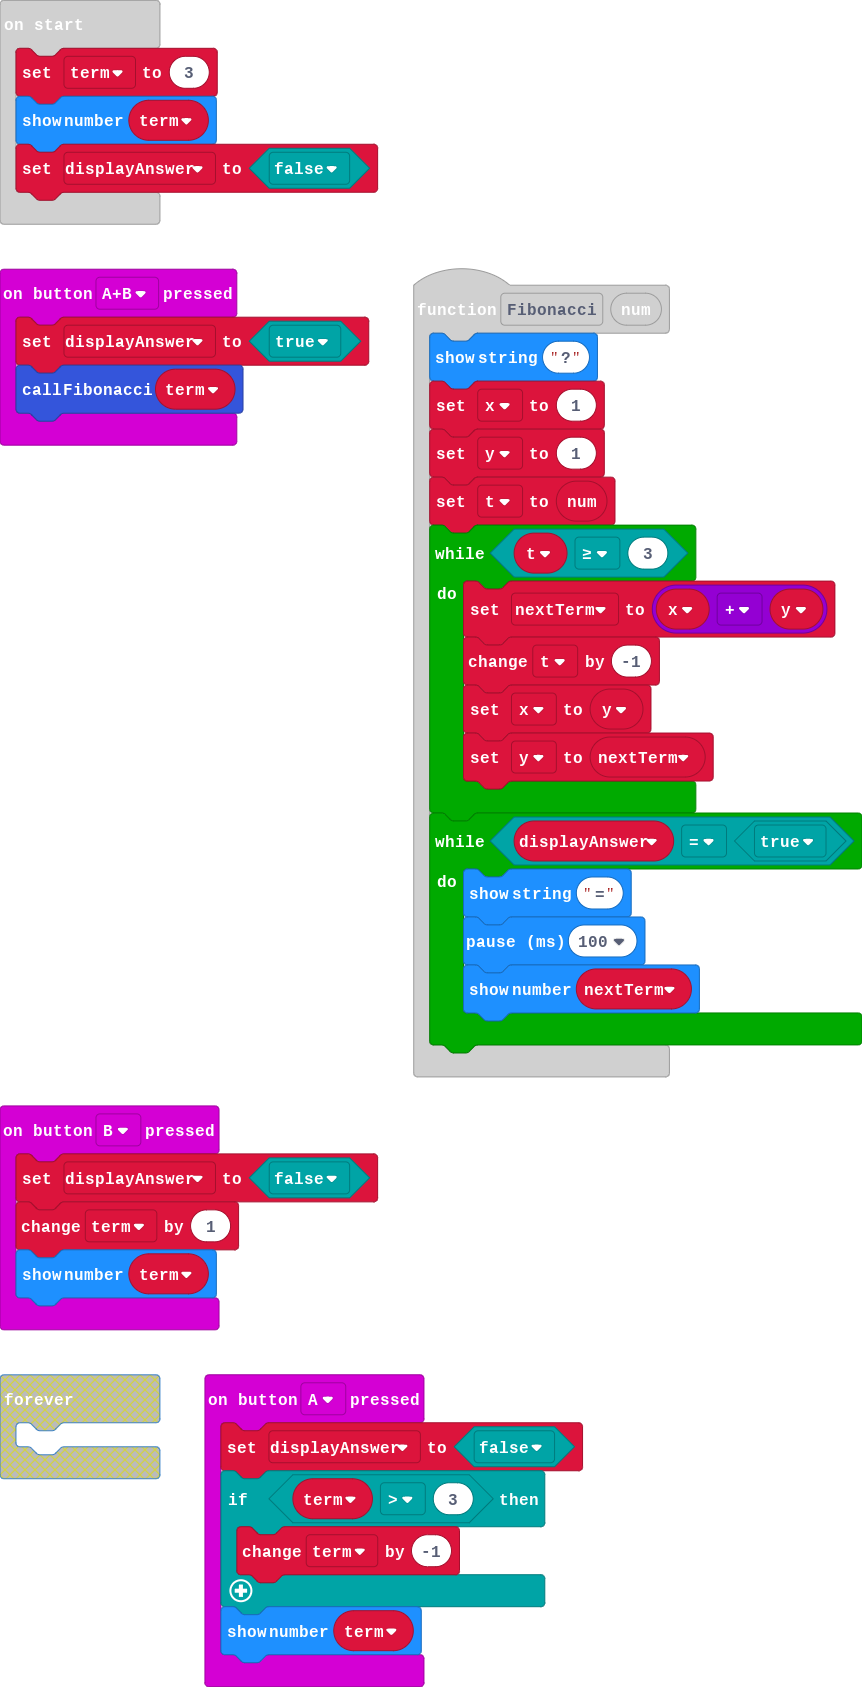 on start
set term to 3
show number term
set displayAnswer to false
on button A+B pressed
set displayAnswer to true
call Fibonacci term
function Fibonacci num
show string "?"
set x to 1
set y to 1
set t to num
while t ≥ 3
do
set nextTerm to x + y
change t by -1
set x to y
set y to nextTerm
while displayAnswer = true
do
show string "="
pause (ms) 100
show number nextTerm
on button B pressed
set displayAnswer to false
change term by 1
show number term
forever
on button A pressed
set displayAnswer to false
if term > 3 then
change term by -1
show number term